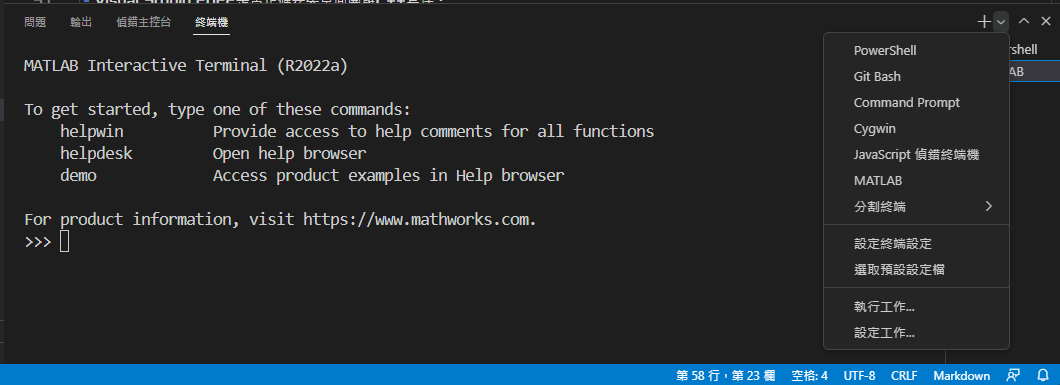 問題 輸出 偵錯主控台 終端機
MATLAB Interactive Terminal (R2022a)
To get started, type one of these commands:
helpwin Provide access to help comments for all functions
helpdesk Open help browser
demo Access product examples in Help browser
For product information, visit https://www.mathworks.com.
>>>
PowerShell
Git Bash
Command Prompt
Cygwin
JavaScript 偵錯終端機
MATLAB
分割終端
設定終端設定
選取預設設定檔
執行工作...
設定工作...
rshell
AB
第 58 行，第 23 欄 空格: 4 UTF-8 CRLF Markdown